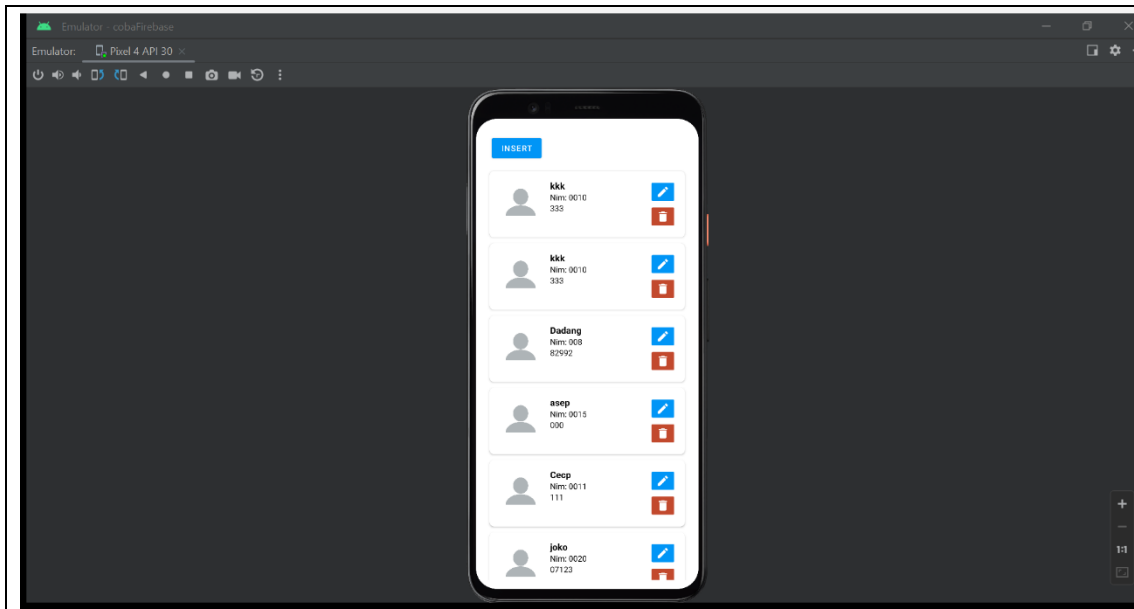 Emulator - cobaFirebase
Emulator: Pixel 4 API 30
INSERT
kkk
Nim: 0010
333
kkk
Nim: 0010
333
Dadang
Nim: 008
82992
asep
Nim: 0015
000
Cecp
Nim: 0011
111
joko
Nim: 0020
07123
1:1